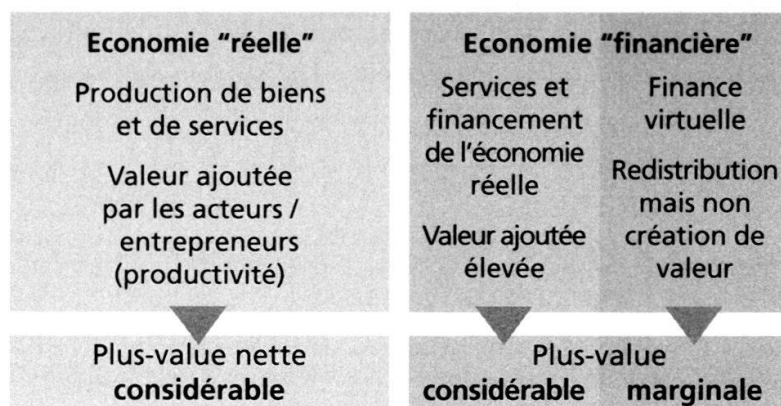 Economie "réelle"
Production de biens
et de services
Valeur ajoutée
par les acteurs /
entrepreneurs
(productivité)
Plus-value nette
considérable
Economie "financière"
Services et
financement
de l'économie
réelle
Valeur ajoutée
élevée
Finance
virtuelle
Redistribution
mais non
création de
valeur
Plus-value
considérable marginale